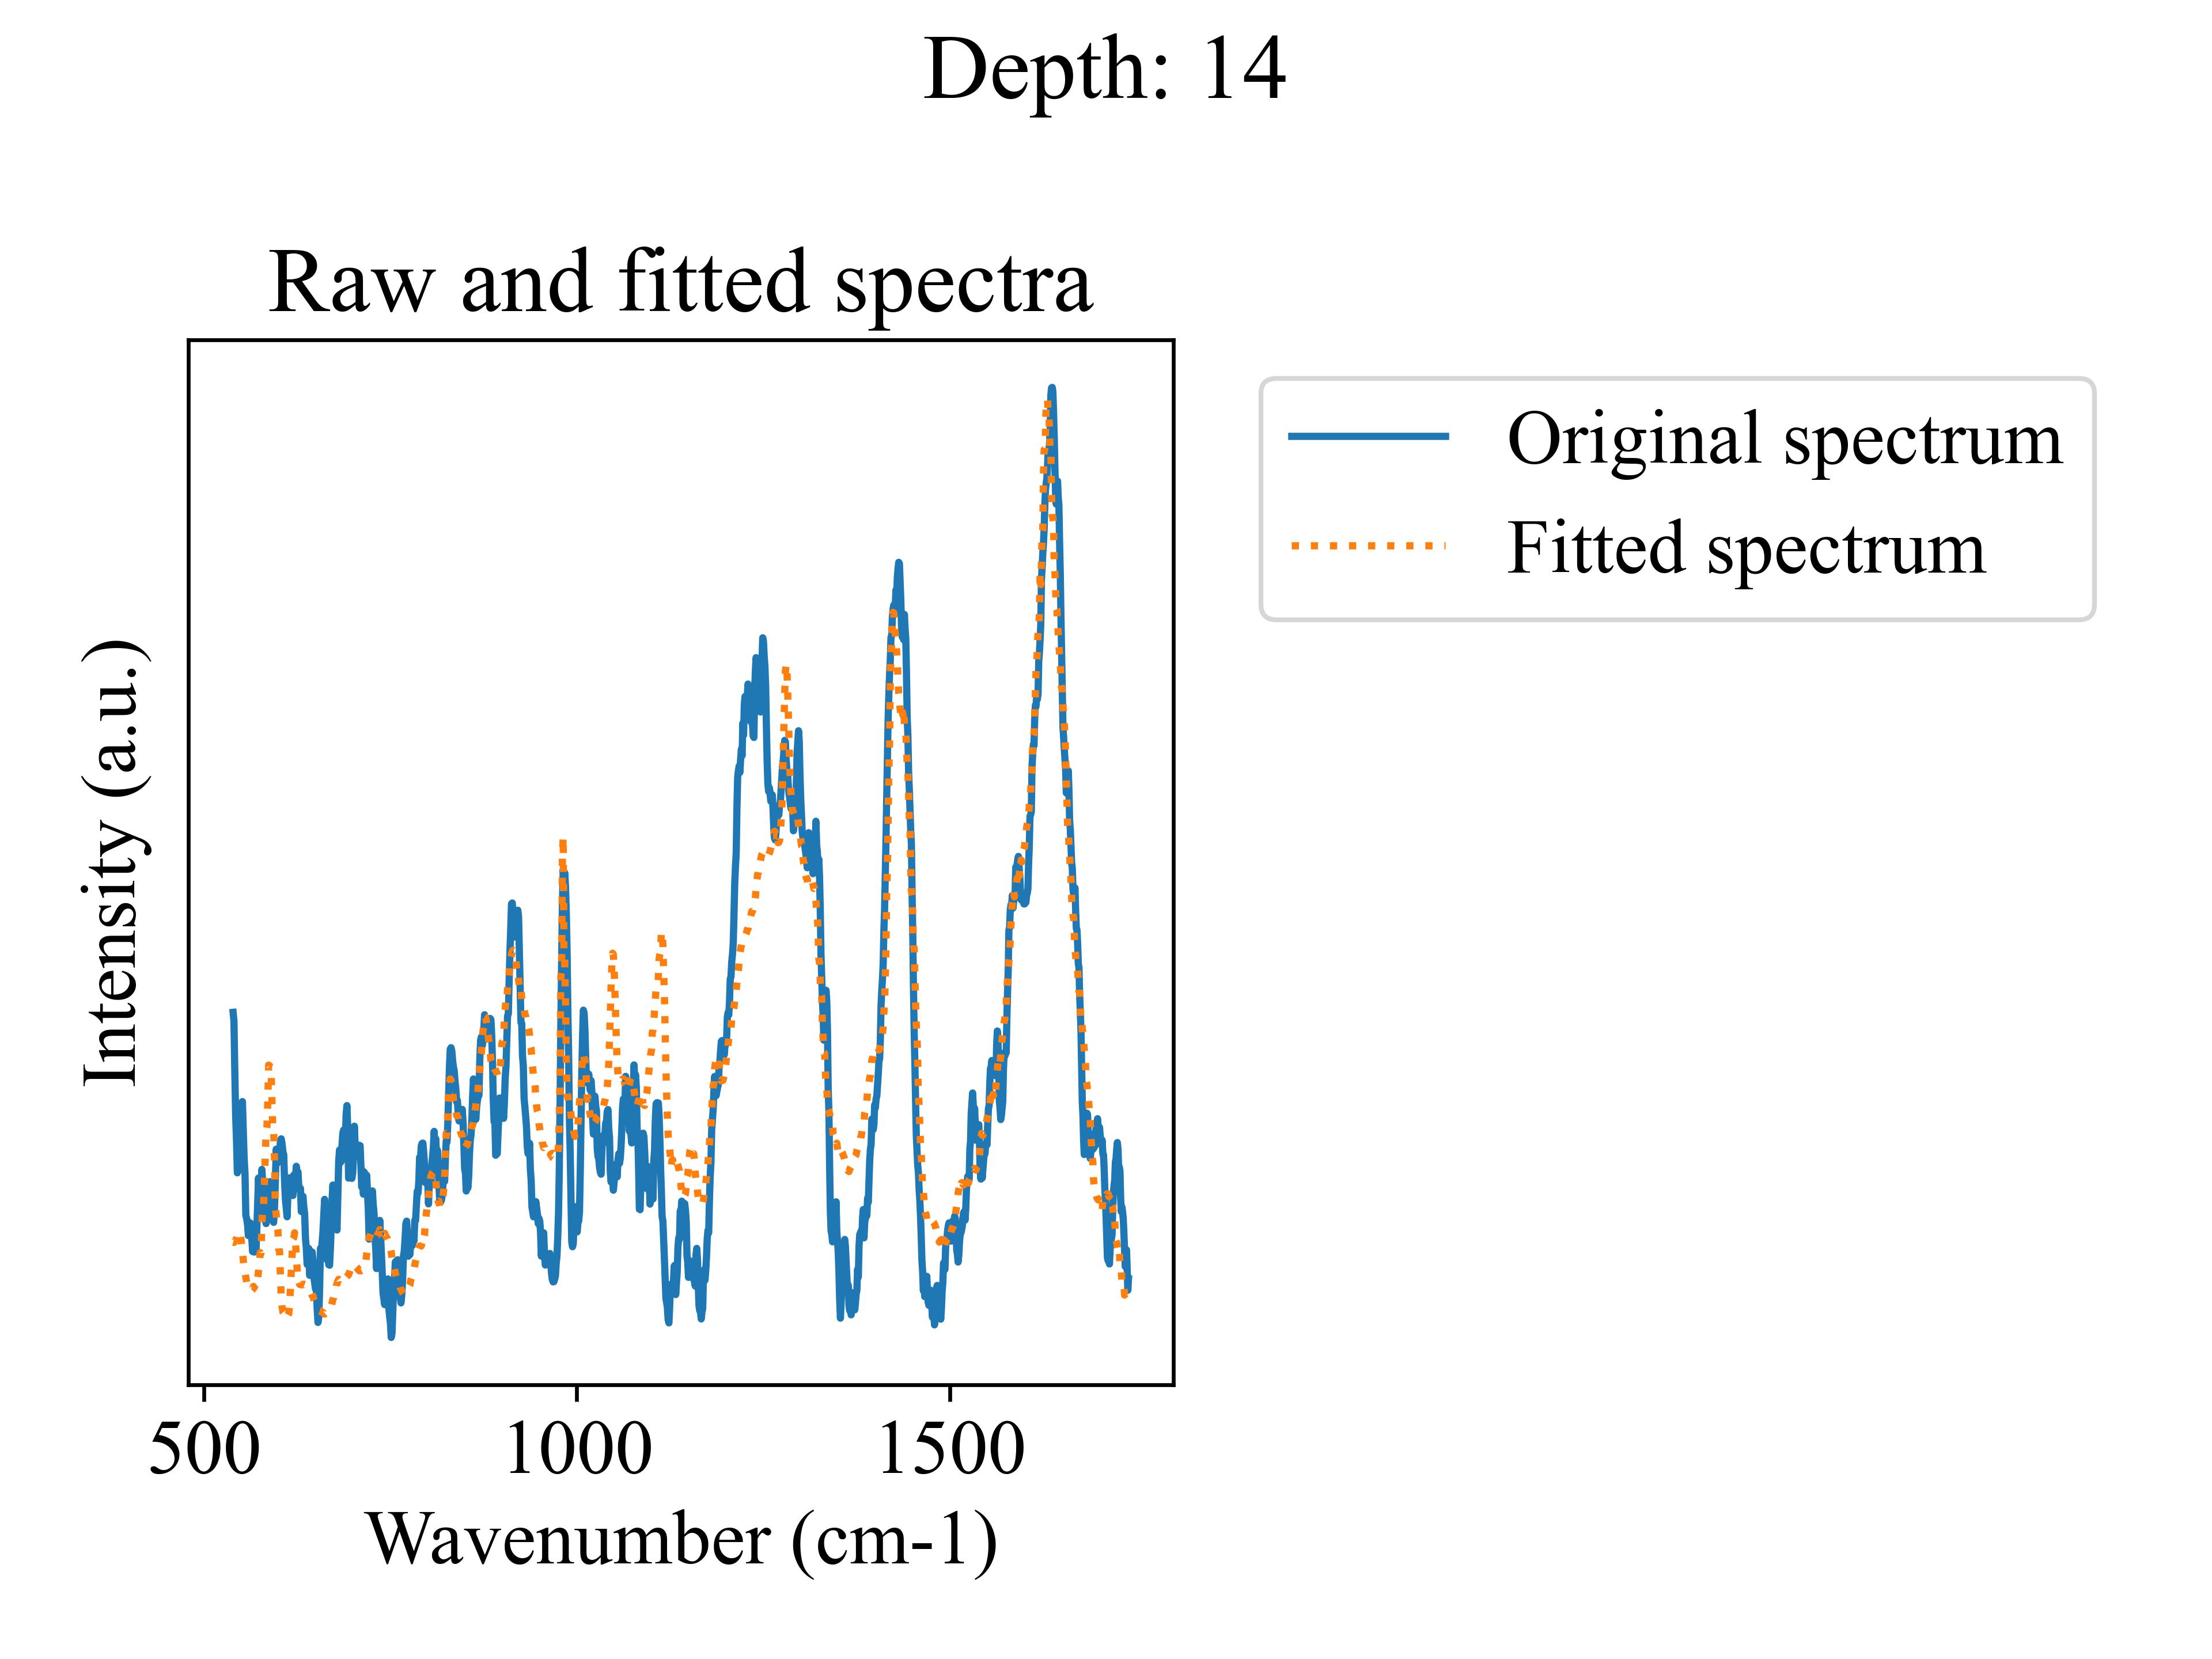 Depth: 14
Raw and fitted spectra
Original spectrum
Fitted spectrum
Intensity (a.u.)
500 1000 1500
Wavenumber (cm-1)